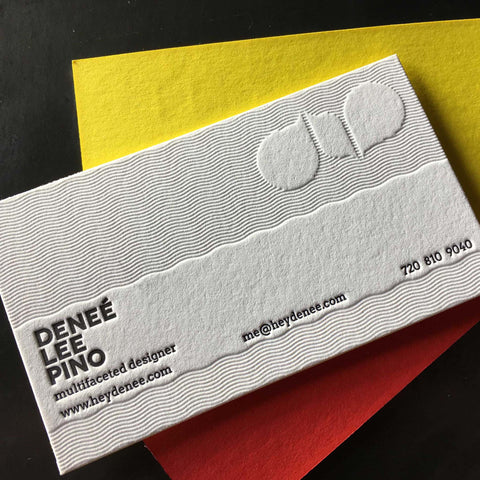 DENEÉ
LEE
PINO
multifaceted designer
www.heydenee.com
me@heydenee.com
720 810 9040